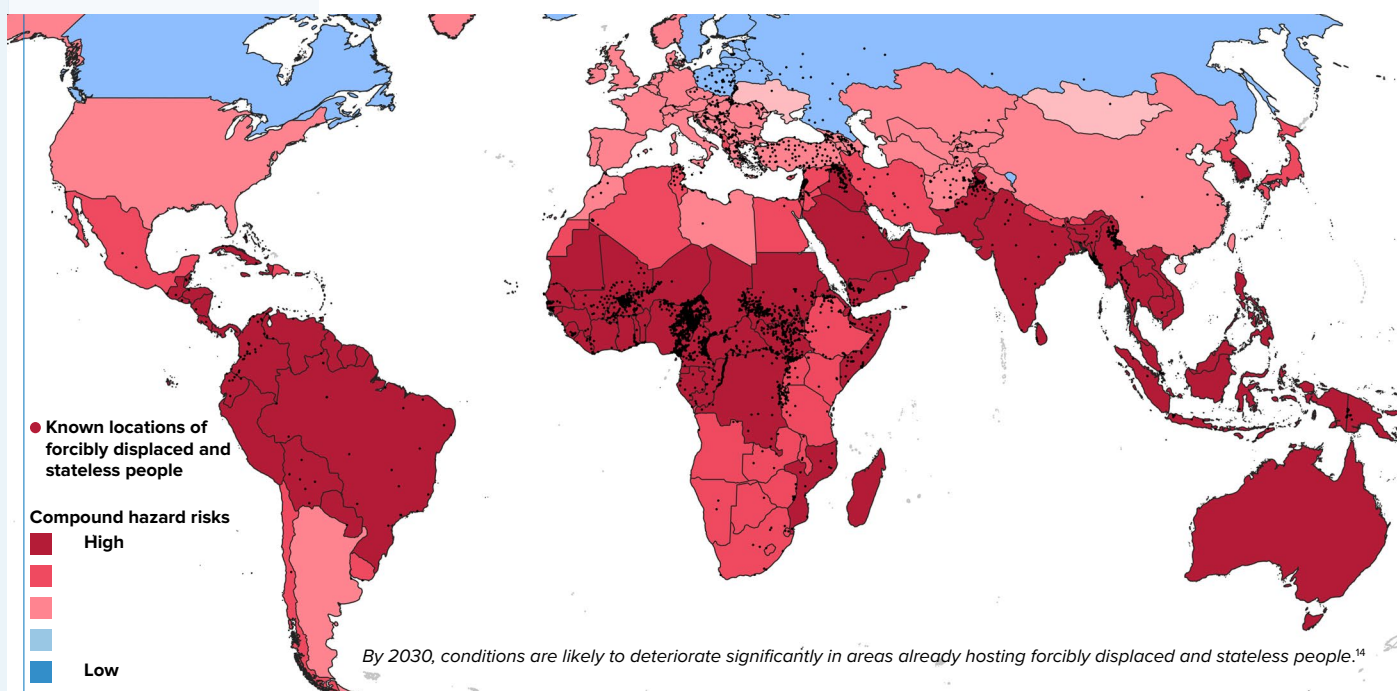 Known locations of
forcibly displaced and
stateless people
Compound hazard risks
High
Low
By 2030, conditions are likely to deteriorate significantly in areas already hosting forcibly displaced and stateless people.¹⁴